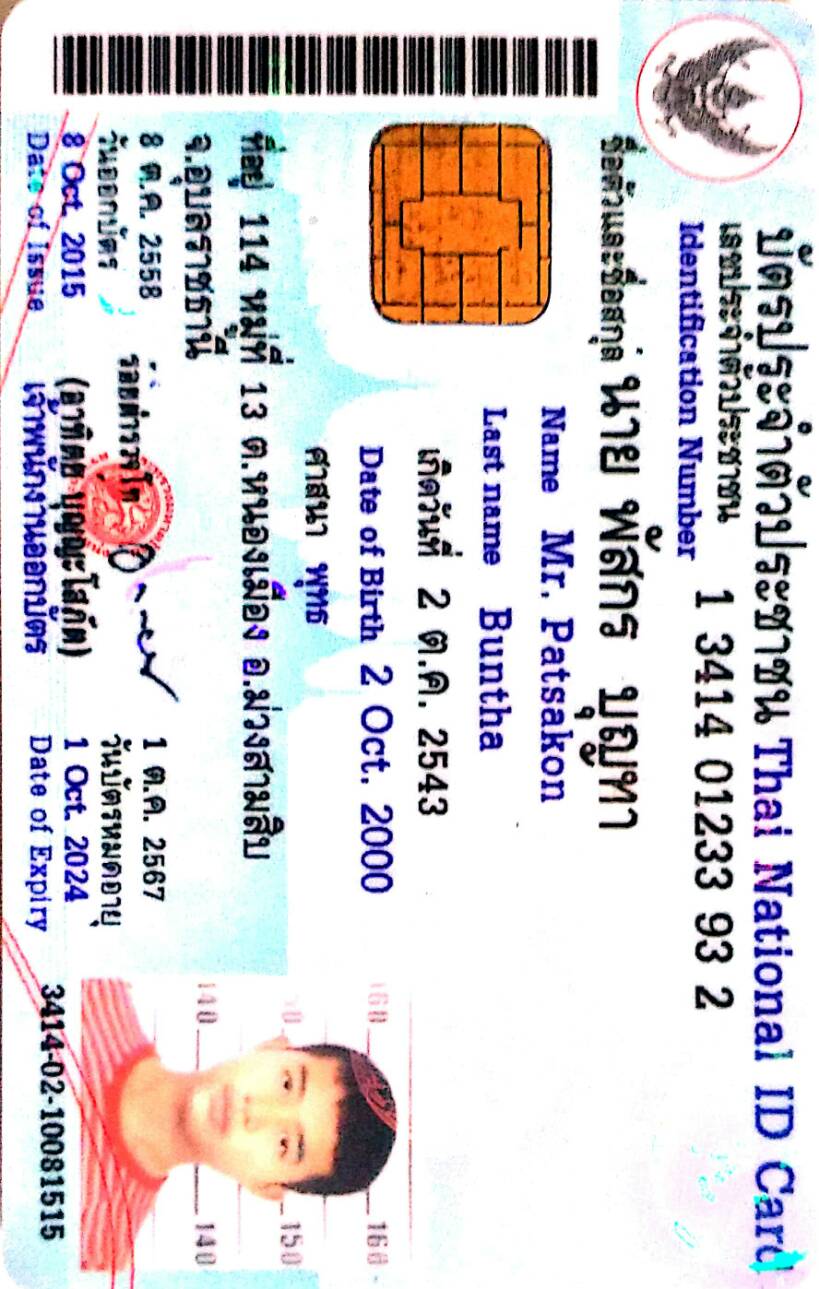 บัตรประจำตัวประชาชน Thai National ID Card
เลขประจำตัวประชาชน 1 3414 01233 93 2
Identification Number
ชื่อตัวและชื่อสกุล นาย พัสกร บุญทา
Name Mr. Patsakon
Last name Buntha
เกิดวันที่ 2 ต.ค. 2543
Date of Birth 2 Oct. 2000
ศาสนา พุทธ
ที่อยู่ 114 หมู่ที่ 13 ต.หนองเมือง อ.ม่วงสามสิบ
จ.อุบลราชธานี
8 ต.ค. 2558
วันออกบัตร
8 Oct. 2015
Date of Issue
ร้อยตำรวจโท
(อาทิตย์ บุญญะโสภัต)
เจ้าพนักงานออกบัตร
1 ต.ค. 2567
วันบัตรหมดอายุ
1 Oct. 2024
Date of Expiry
160 160
150 150
140 140
3414-02-10081515